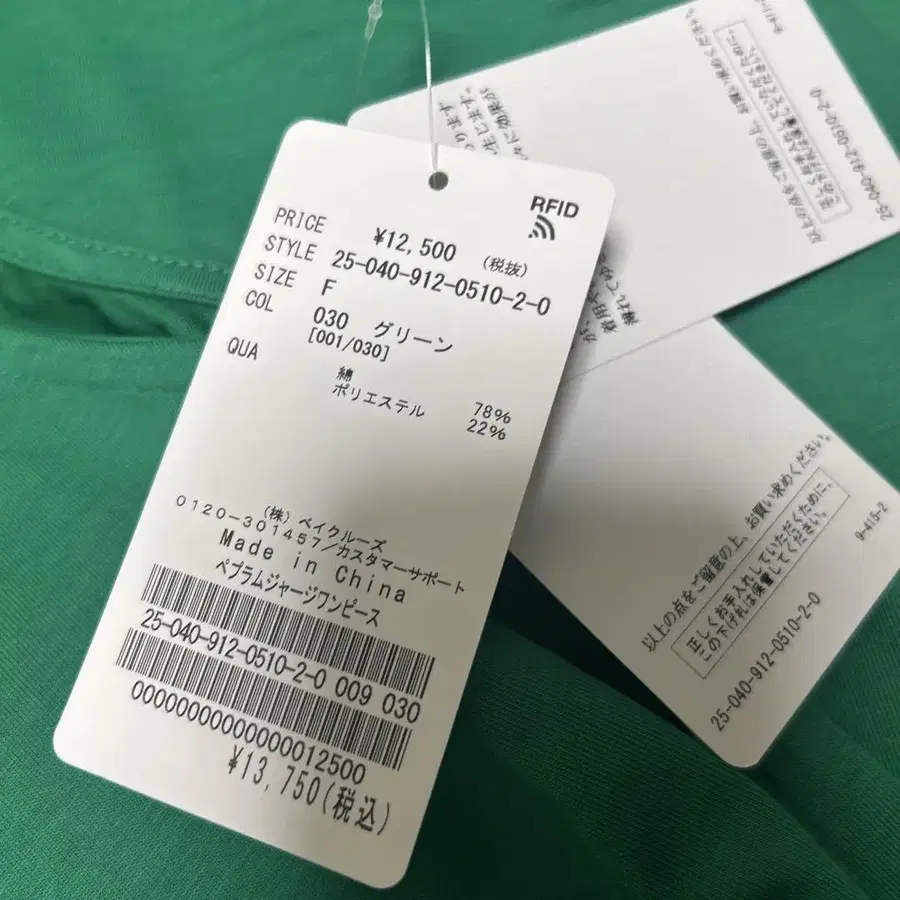 RFID
PRICE ¥12,500 (税抜)
STYLE 25-040-912-0510-2-0
SIZE F
COL 030 グリーン
[001/030]
QUA
綿 78%
ポリエステル 22%
(株) ベイクルーズ
0120-301457/カスタマーサポート
Made in China
ペプラムジャージワンピース
25-040-912-0510-2-0 009 030
0000000000000012500
¥13,750(税込)
以上の点をご留意の上、お買い求めください。
正しくお手入れしていただくために、
この下げ札は保管してください。
9-415-2
25-040-912-0510-2-0
25-040-912-0510-2-0